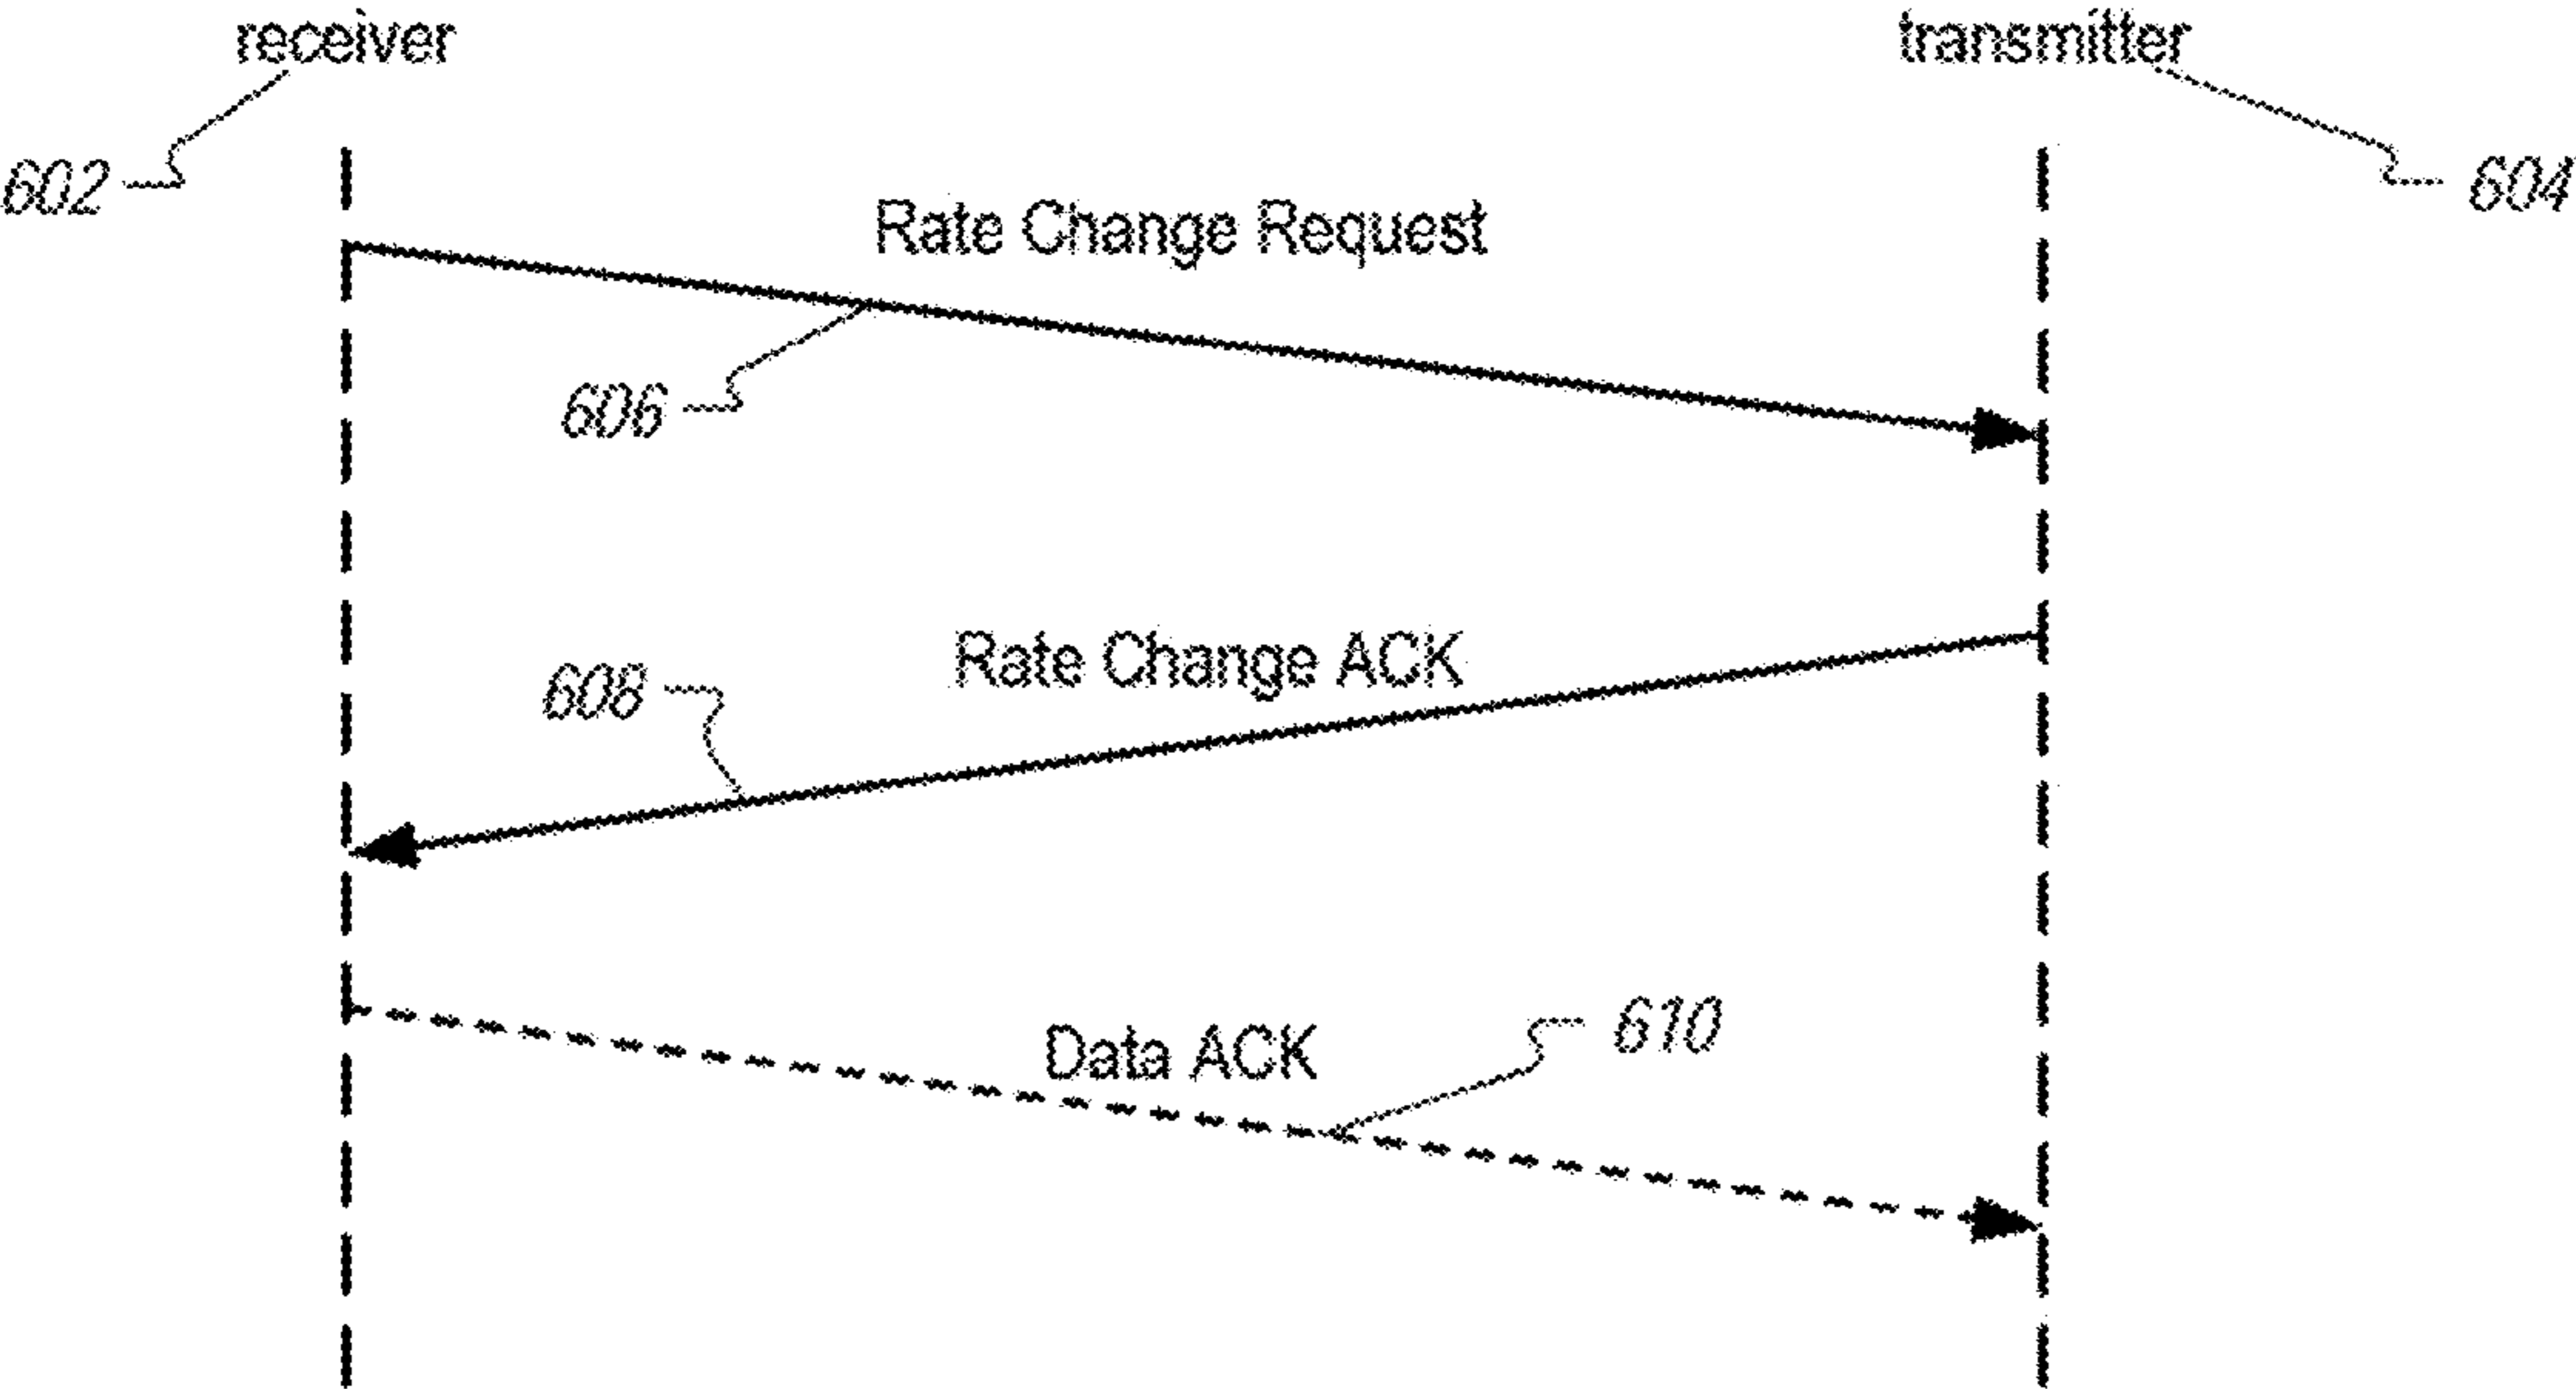 receiver
transmitter
602
604
Rate Change Request
606
Rate Change ACK
608
610
Data ACK